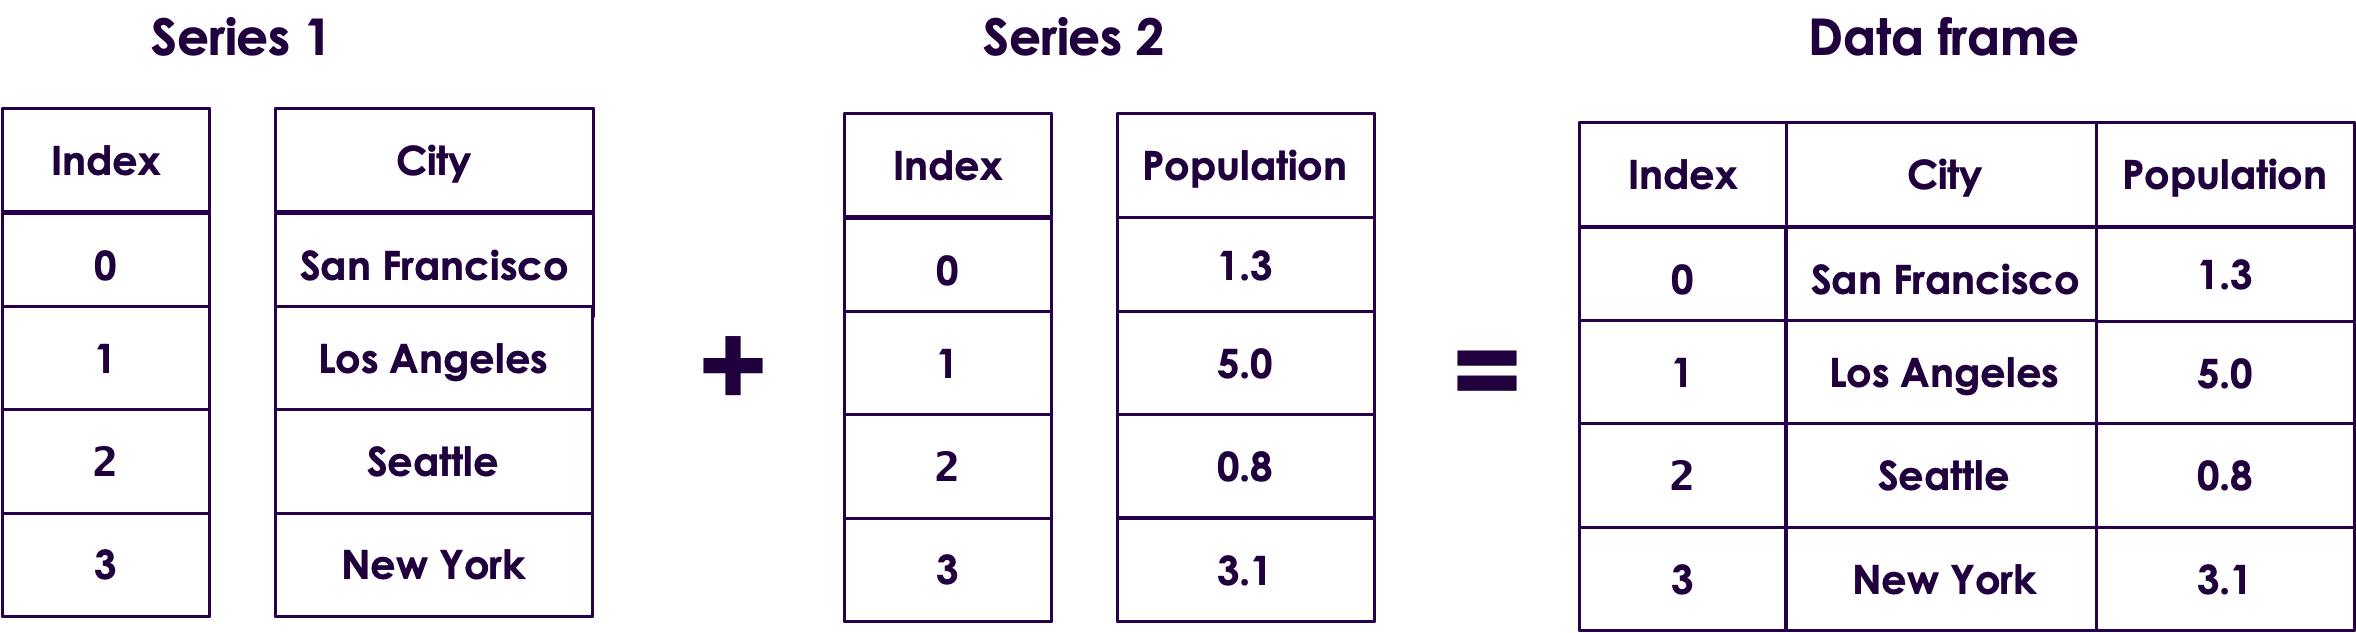 Series 1
Index City
0 San Francisco
1 Los Angeles
2 Seattle
3 New York
+
Series 2
Index Population
0 1.3
1 5.0
2 0.8
3 3.1
=
Data frame
Index City Population
0 San Francisco 1.3
1 Los Angeles 5.0
2 Seattle 0.8
3 New York 3.1